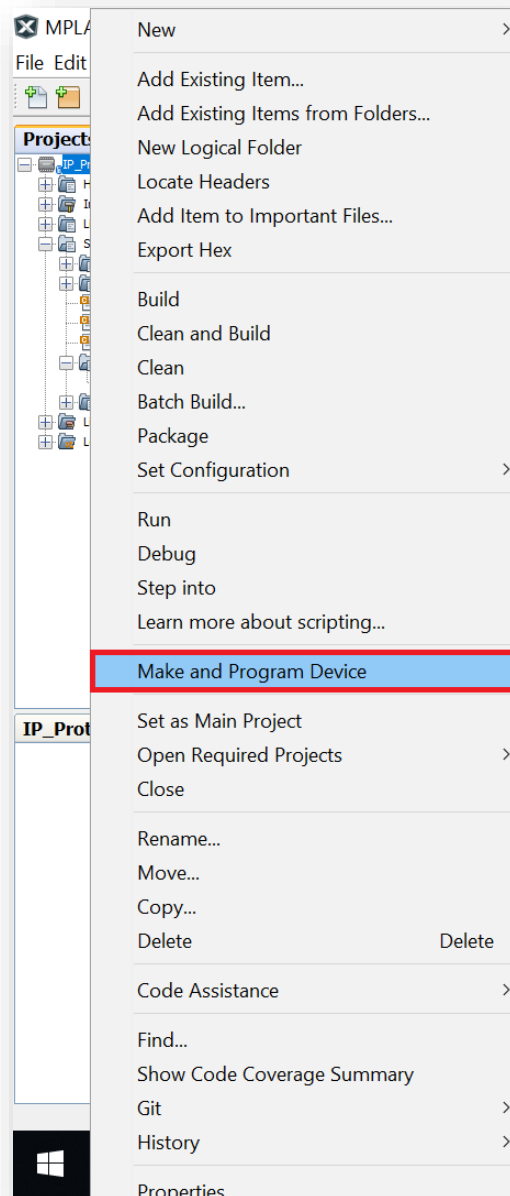 MPLA
File Edit
Projects
IP_Pr
H
L
S
L
L
IP_Prot
New
Add Existing Item...
Add Existing Items from Folders...
New Logical Folder
Locate Headers
Add Item to Important Files...
Export Hex
Build
Clean and Build
Clean
Batch Build...
Package
Set Configuration
Run
Debug
Step into
Learn more about scripting...
Make and Program Device
Set as Main Project
Open Required Projects
Close
Rename...
Move...
Copy...
Delete Delete
Code Assistance
Find...
Show Code Coverage Summary
Git
History
Properties